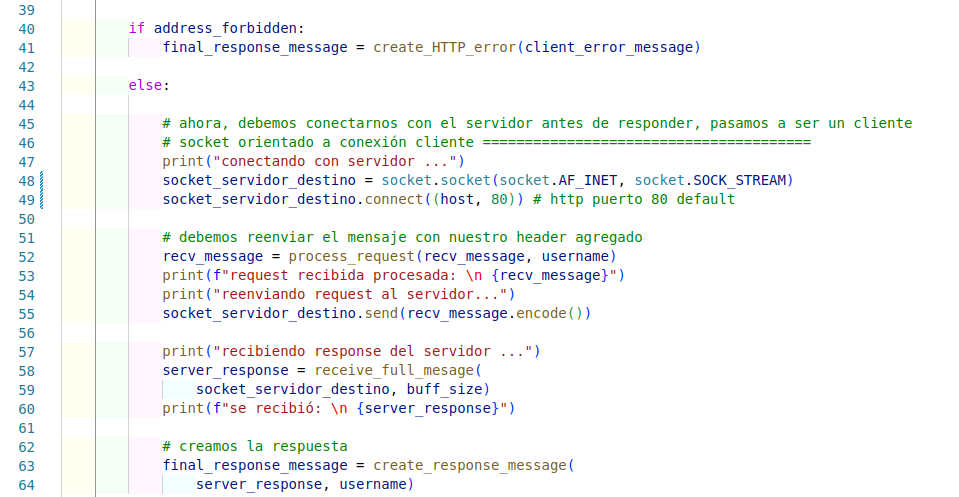 39
40 if address_forbidden:
41 final_response_message = create_HTTP_error(client_error_message)
42
43 else:
44
45 # ahora, debemos conectarnos con el servidor antes de responder, pasamos a ser un cliente
46 # socket orientado a conexión cliente =======================================
47 print("conectando con servidor ...")
48 socket_servidor_destino = socket.socket(socket.AF_INET, socket.SOCK_STREAM)
49 socket_servidor_destino.connect((host, 80)) # http puerto 80 default
50
51 # debemos reenviar el mensaje con nuestro header agregado
52 recv_message = process_request(recv_message, username)
53 print(f"request recibida procesada: \n {recv_message}")
54 print("reenviando request al servidor...")
55 socket_servidor_destino.send(recv_message.encode())
56
57 print("recibiendo response del servidor ...")
58 server_response = receive_full_mesage(
59 socket_servidor_destino, buff_size)
60 print(f"se recibió: \n {server_response}")
61
62 # creamos la respuesta
63 final_response_message = create_response_message(
64 server_response, username)